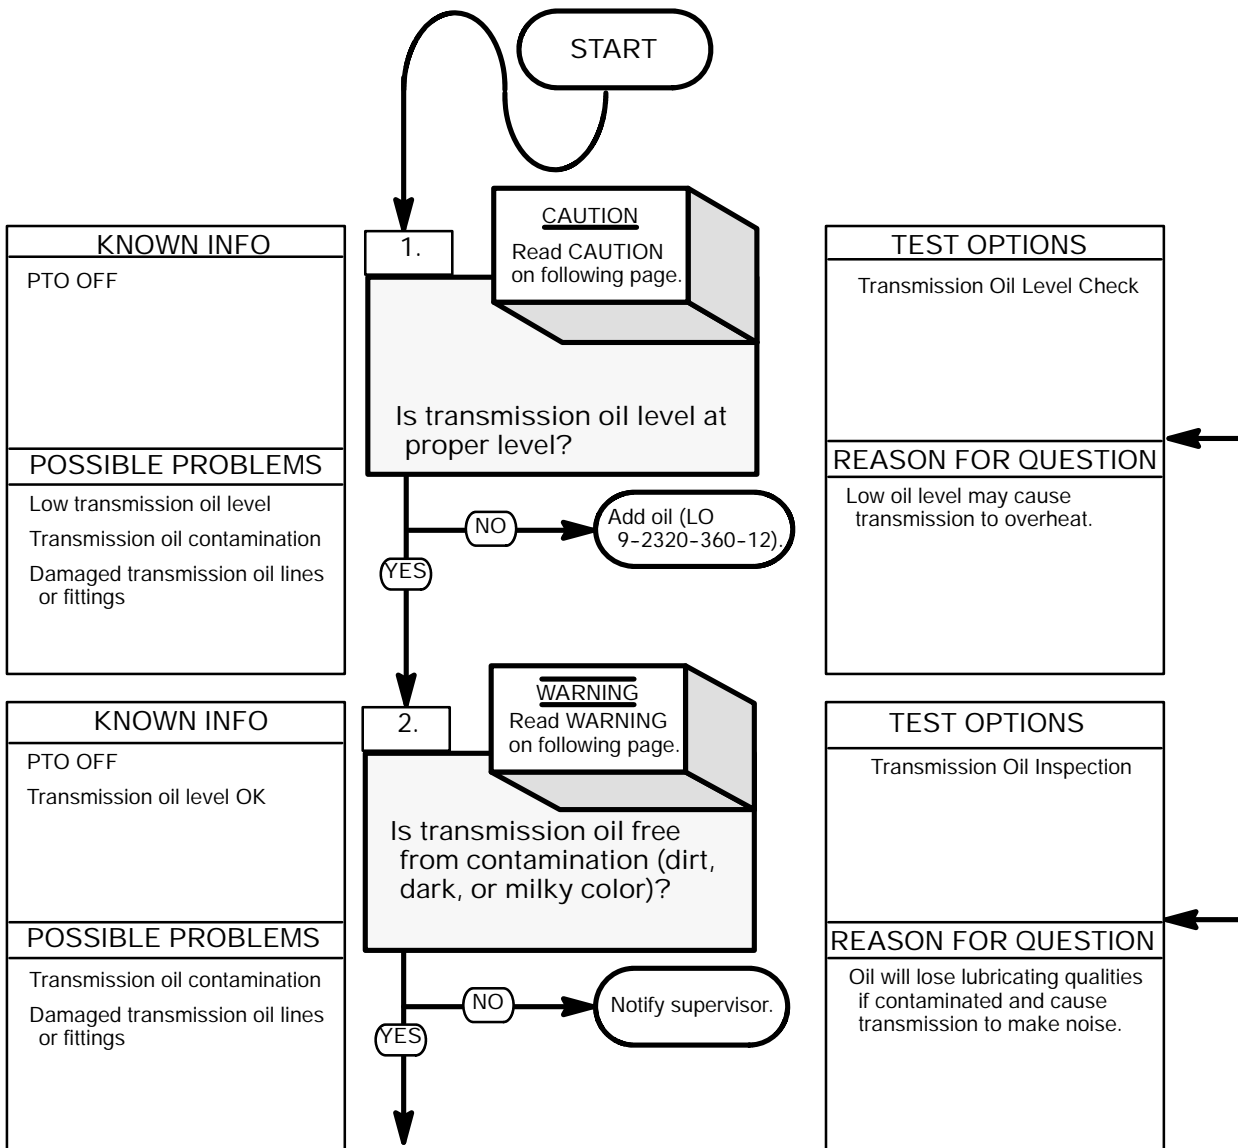 START
KNOWN INFO
PTO OFF
POSSIBLE PROBLEMS
Low transmission oil level
Transmission oil contamination
Damaged transmission oil lines
or fittings
1.
CAUTION
Read CAUTION
on following page.
Is transmission oil level at
proper level?
NO
Add oil (LO
9-2320-360-12).
YES
TEST OPTIONS
Transmission Oil Level Check
REASON FOR QUESTION
Low oil level may cause
transmission to overheat.
KNOWN INFO
PTO OFF
Transmission oil level OK
POSSIBLE PROBLEMS
Transmission oil contamination
Damaged transmission oil lines
or fittings
2.
WARNING
Read WARNING
on following page.
Is transmission oil free
from contamination (dirt,
dark, or milky color)?
NO
Notify supervisor.
YES
TEST OPTIONS
Transmission Oil Inspection
REASON FOR QUESTION
Oil will lose lubricating qualities
if contaminated and cause
transmission to make noise.